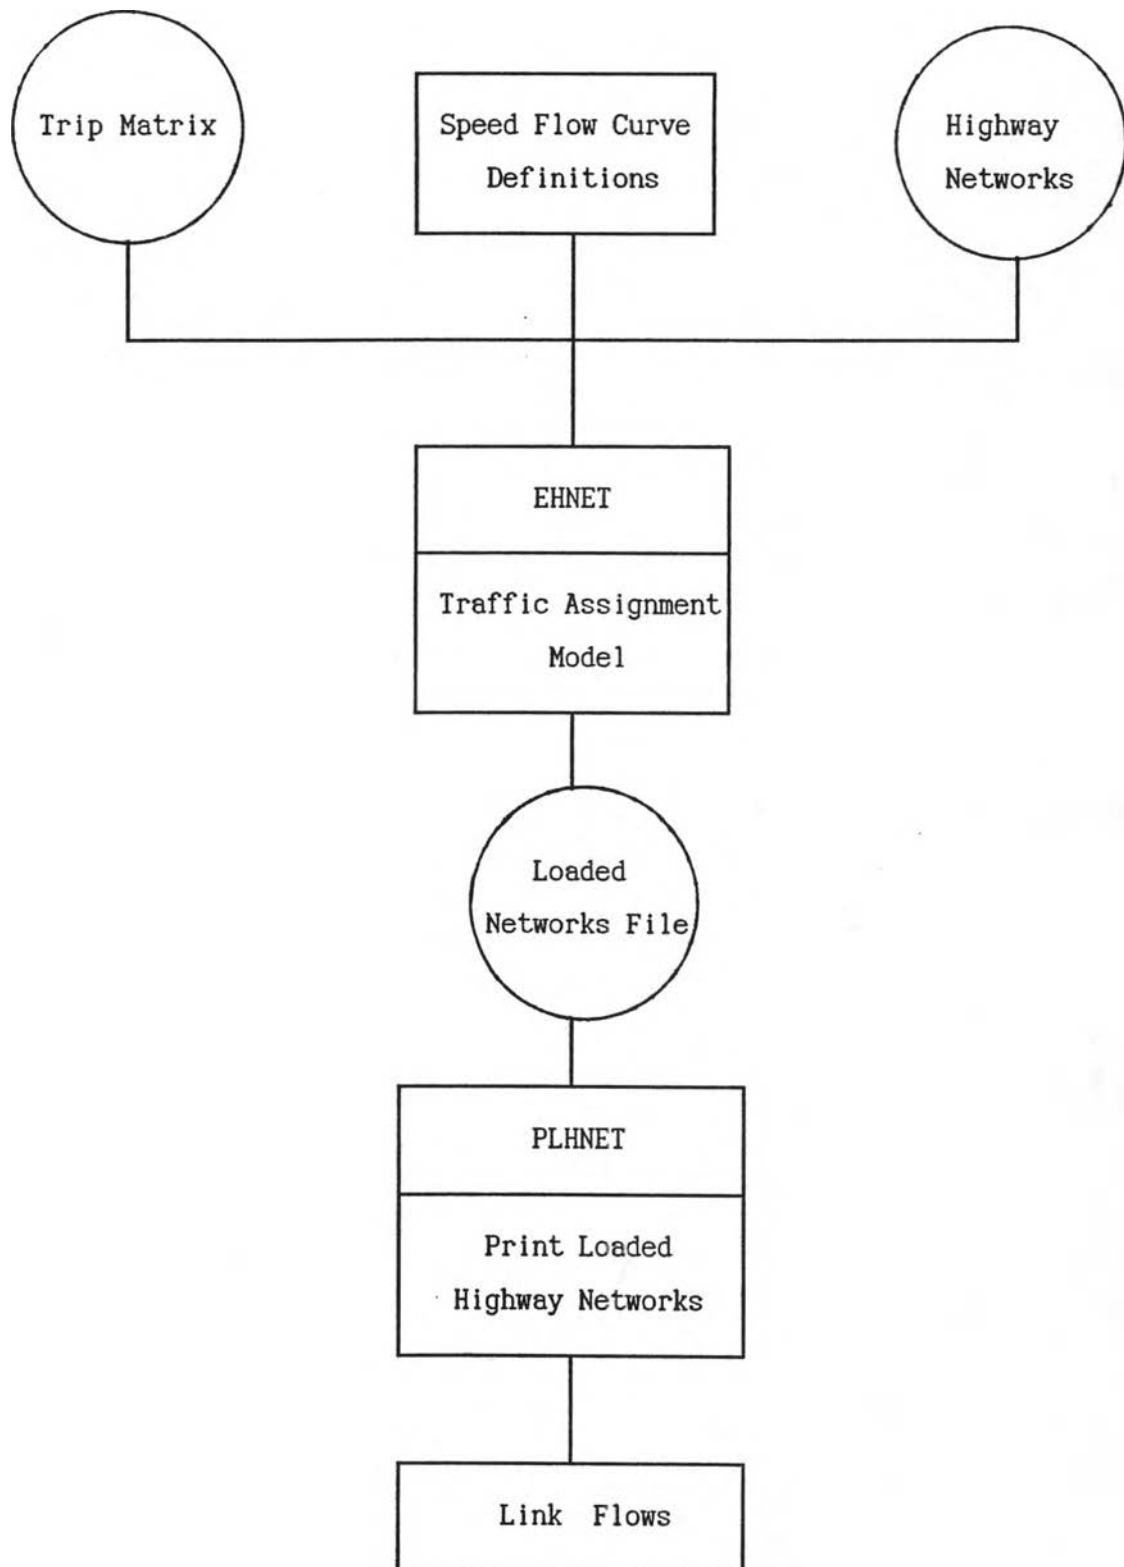 Trip Matrix
Speed Flow Curve
Definitions
Highway
Networks
EHNET
Traffic Assignment
Model
Loaded
Networks File
PLHNET
Print Loaded
Highway Networks
Link Flows